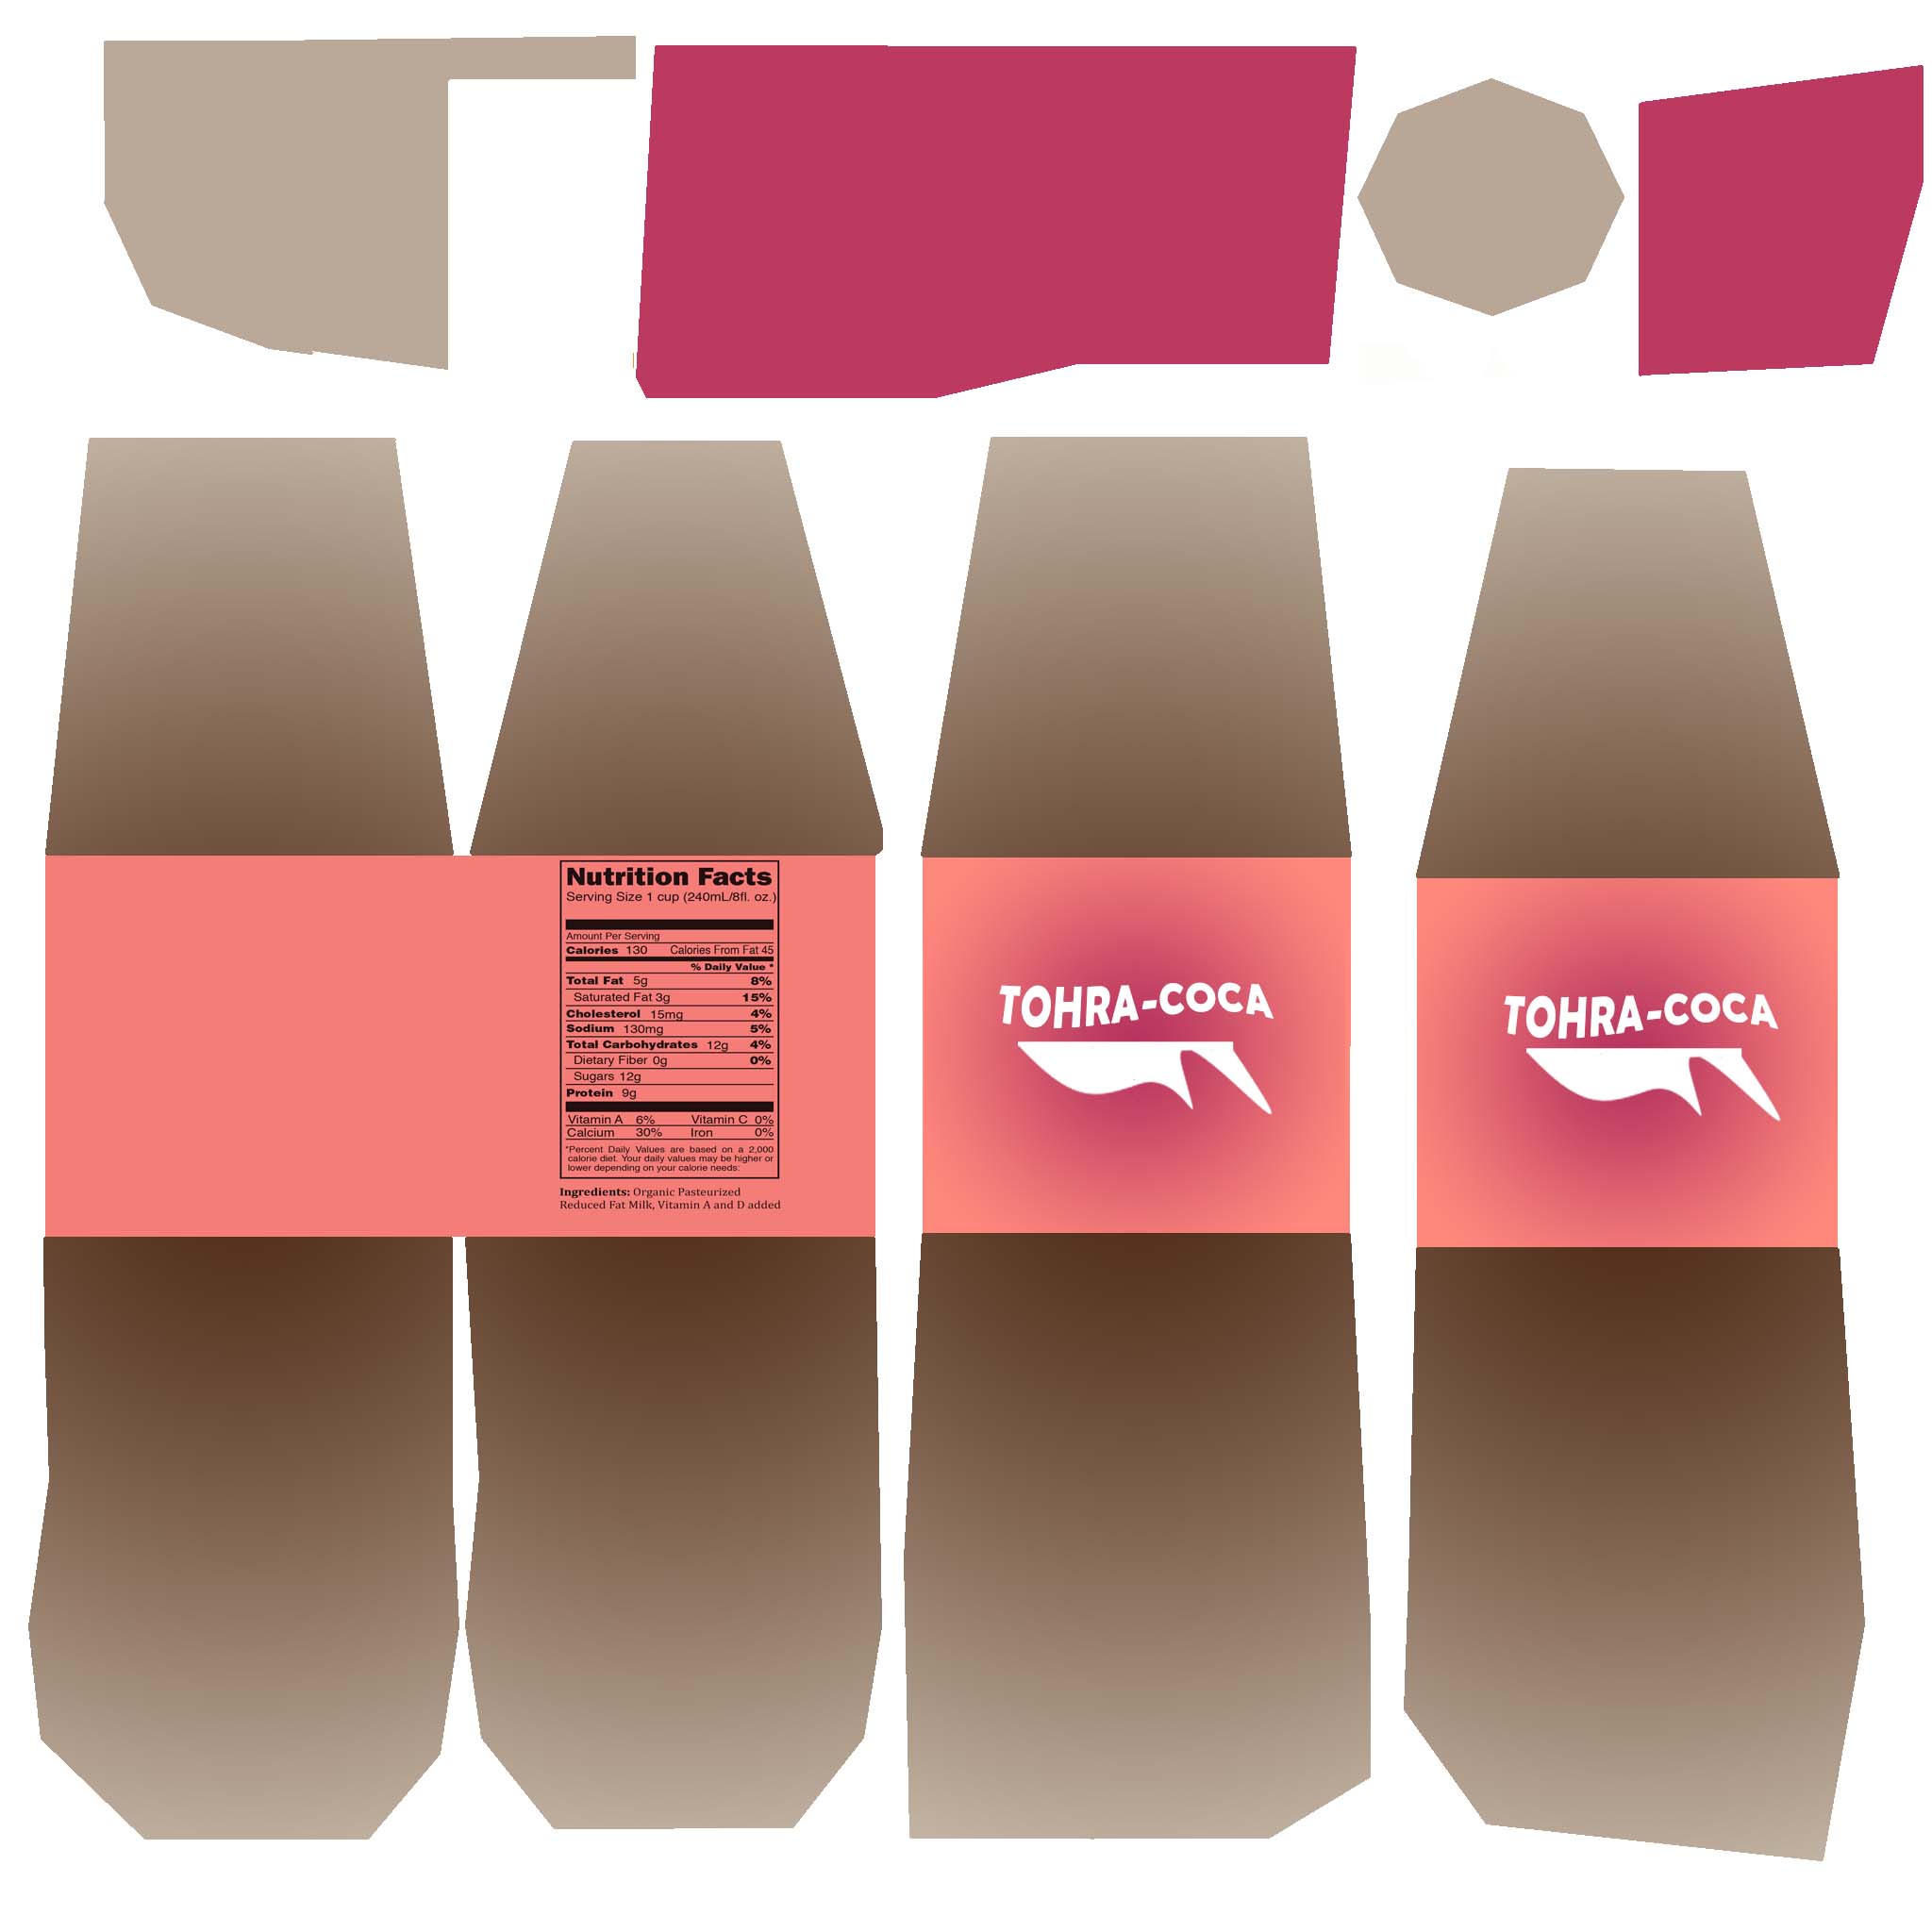 Nutrition Facts
Serving Size 1 cup (240mL/8fl. oz.)
Amount Per Serving
Calories 130 Calories From Fat 45
% Daily Value *
Total Fat 5g 8%
Saturated Fat 3g 15%
Cholesterol 15mg 4%
Sodium 130mg 5%
Total Carbohydrates 12g 4%
Dietary Fiber 0g 0%
Sugars 12g
Protein 9g
Vitamin A 6% Vitamin C 0%
Calcium 30% Iron 0%
*Percent Daily Values are based on a 2,000
calorie diet. Your daily values may be higher or
lower depending on your calorie needs:
Ingredients: Organic Pasteurized
Reduced Fat Milk, Vitamin A and D added
TOHRA-COCA
TOHRA-COCA